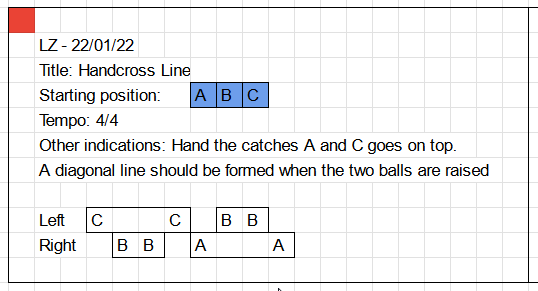 LZ - 22/01/22
Title: Handcross Line
Starting position: A B C
Tempo: 4/4
Other indications: Hand the catches A and C goes on top.
A diagonal line should be formed when the two balls are raised
Left C C B B
Right B B A A